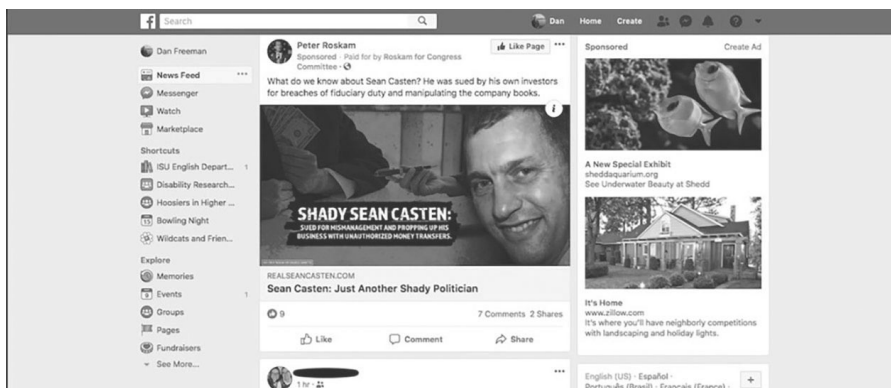 f
Search
Dan
Home
Create
Dan Freeman
News Feed
Messenger
Watch
Marketplace
Shortcuts
ISU English Depart... 1
Disability Research...
Hoosiers in Higher ...
Bowling Night
Wildcats and Frien...
Explore
Memories
Events 1
Groups
Pages
Fundraisers
See More...
Peter Roskam
Sponsored · Paid for by Roskam for Congress
Committee ·
Like Page
What do we know about Sean Casten? He was sued by his own investors
for breaches of fiduciary duty and manipulating the company books.
i
SHADY SEAN CASTEN:
SUED FOR MISMANAGEMENT AND PROPPING UP HIS
BUSINESS WITH UNAUTHORIZED MONEY TRANSFERS.
REALSEANCASTEN.COM
Sean Casten: Just Another Shady Politician
9
7 Comments 2 Shares
Like
Comment
Share
1 hr ·
Sponsored
Create Ad
A New Special Exhibit
sheddaquarium.org
See Underwater Beauty at Shedd
It's Home
www.zillow.com
It's where you'll have neighborly competitions
with landscaping and holiday lights.
English (US) · Español ·
Português (Brasil) · Français (France) ·